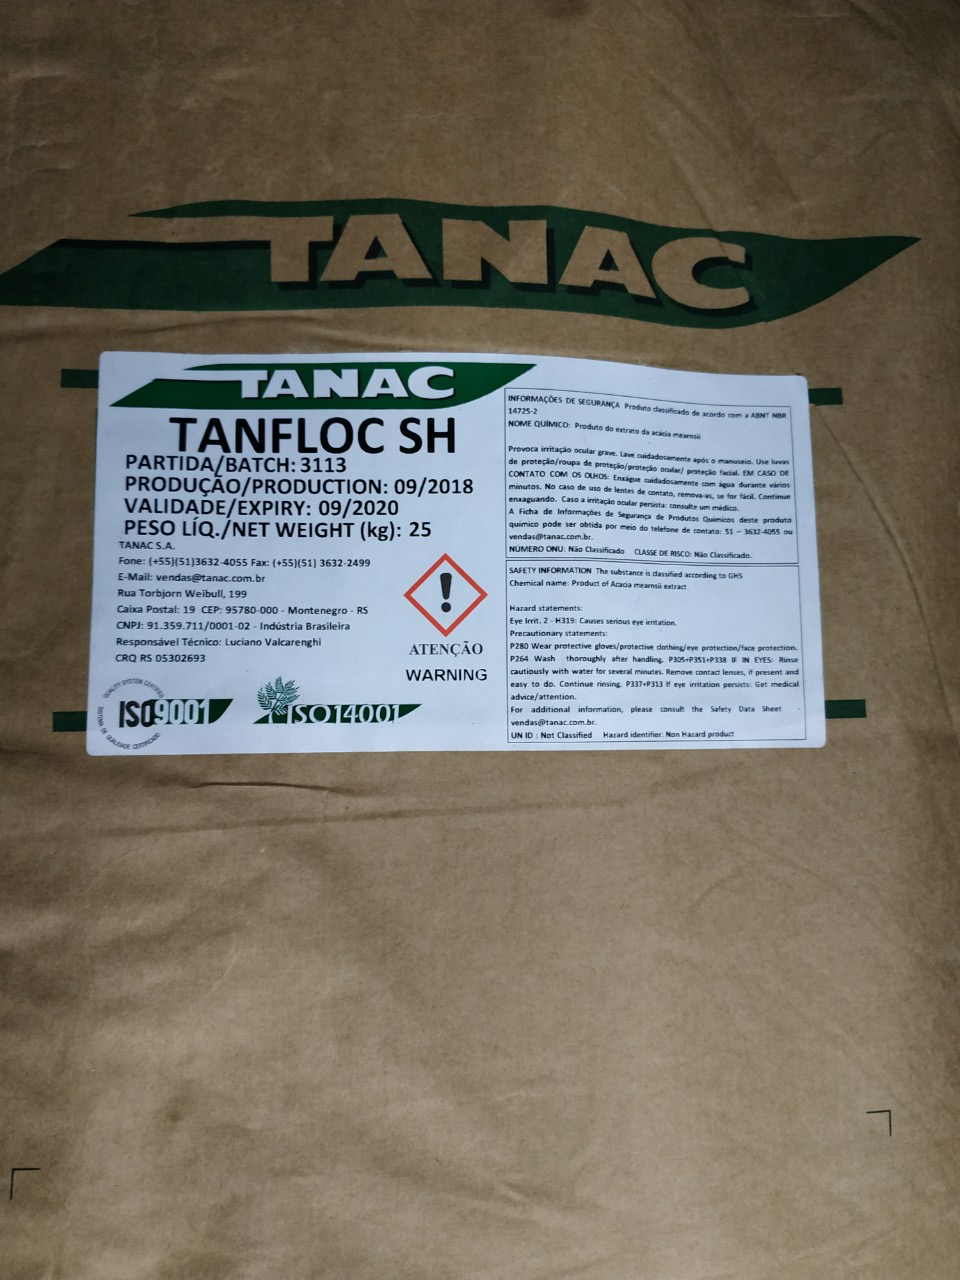 TANAC
TANAC
TANFLOC SH
PARTIDA/BATCH: 3113
PRODUÇÃO/PRODUCTION: 09/2018
VALIDADE/EXPIRY: 09/2020
PESO LÍQ./NET WEIGHT (kg): 25
TANAC S.A.
Fone: (+55)(51)3632-4055 Fax: (+55)(51) 3632-2499
E-Mail: vendas@tanac.com.br
Rua Torbjorn Weibull, 199
Caixa Postal: 19 CEP: 95780-000 - Montenegro - RS
CNPJ: 91.359.711/0001-02 - Indústria Brasileira
Responsável Técnico: Luciano Valcarenghi
CRQ RS 05302693
ATENÇÃO
WARNING
QUALITY SYSTEM CERTIFIED
ISO9001
SISTEMA DE QUALIDADE CERTIFICADO
ISO14001
INFORMAÇÕES DE SEGURANÇA Produto classificado de acordo com a ABNT NBR
14725-2
NOME QUÍMICO: Produto do extrato da acácia mearnsii
Provoca irritação ocular grave. Lave cuidadosamente após o manuseio. Use luvas
de proteção/roupa de proteção/proteção ocular/ proteção facial. EM CASO DE
CONTATO COM OS OLHOS: Enxágue cuidadosamente com água durante vários
minutos. No caso de uso de lentes de contato, remova-as, se for fácil. Continue
enxaguando. Caso a irritação ocular persista: consulte um médico.
A Ficha de Informações de Segurança de Produtos Químicos deste produto
químico pode ser obtida por meio do telefone de contato: 51 – 3632-4055 ou
vendas@tanac.com.br.
NÚMERO ONU: Não Classificado CLASSE DE RISCO: Não Classificado.
SAFETY INFORMATION The substance is classified according to GHS
Chemical name: Product of Acacia mearnsii extract
Hazard statements:
Eye Irrit. 2 - H319: Causes serious eye irritation.
Precautionary statements:
P280 Wear protective gloves/protective clothing/eye protection/face protection.
P264 Wash thoroughly after handling. P305+P351+P338 IF IN EYES: Rinse
cautiously with water for several minutes. Remove contact lenses, if present and
easy to do. Continue rinsing. P337+P313 If eye irritation persists: Get medical
advice/attention.
For additional information, please consult the Safety Data Sheet
vendas@tanac.com.br.
UN ID : Not Classified Hazard identifier: Non Hazard product